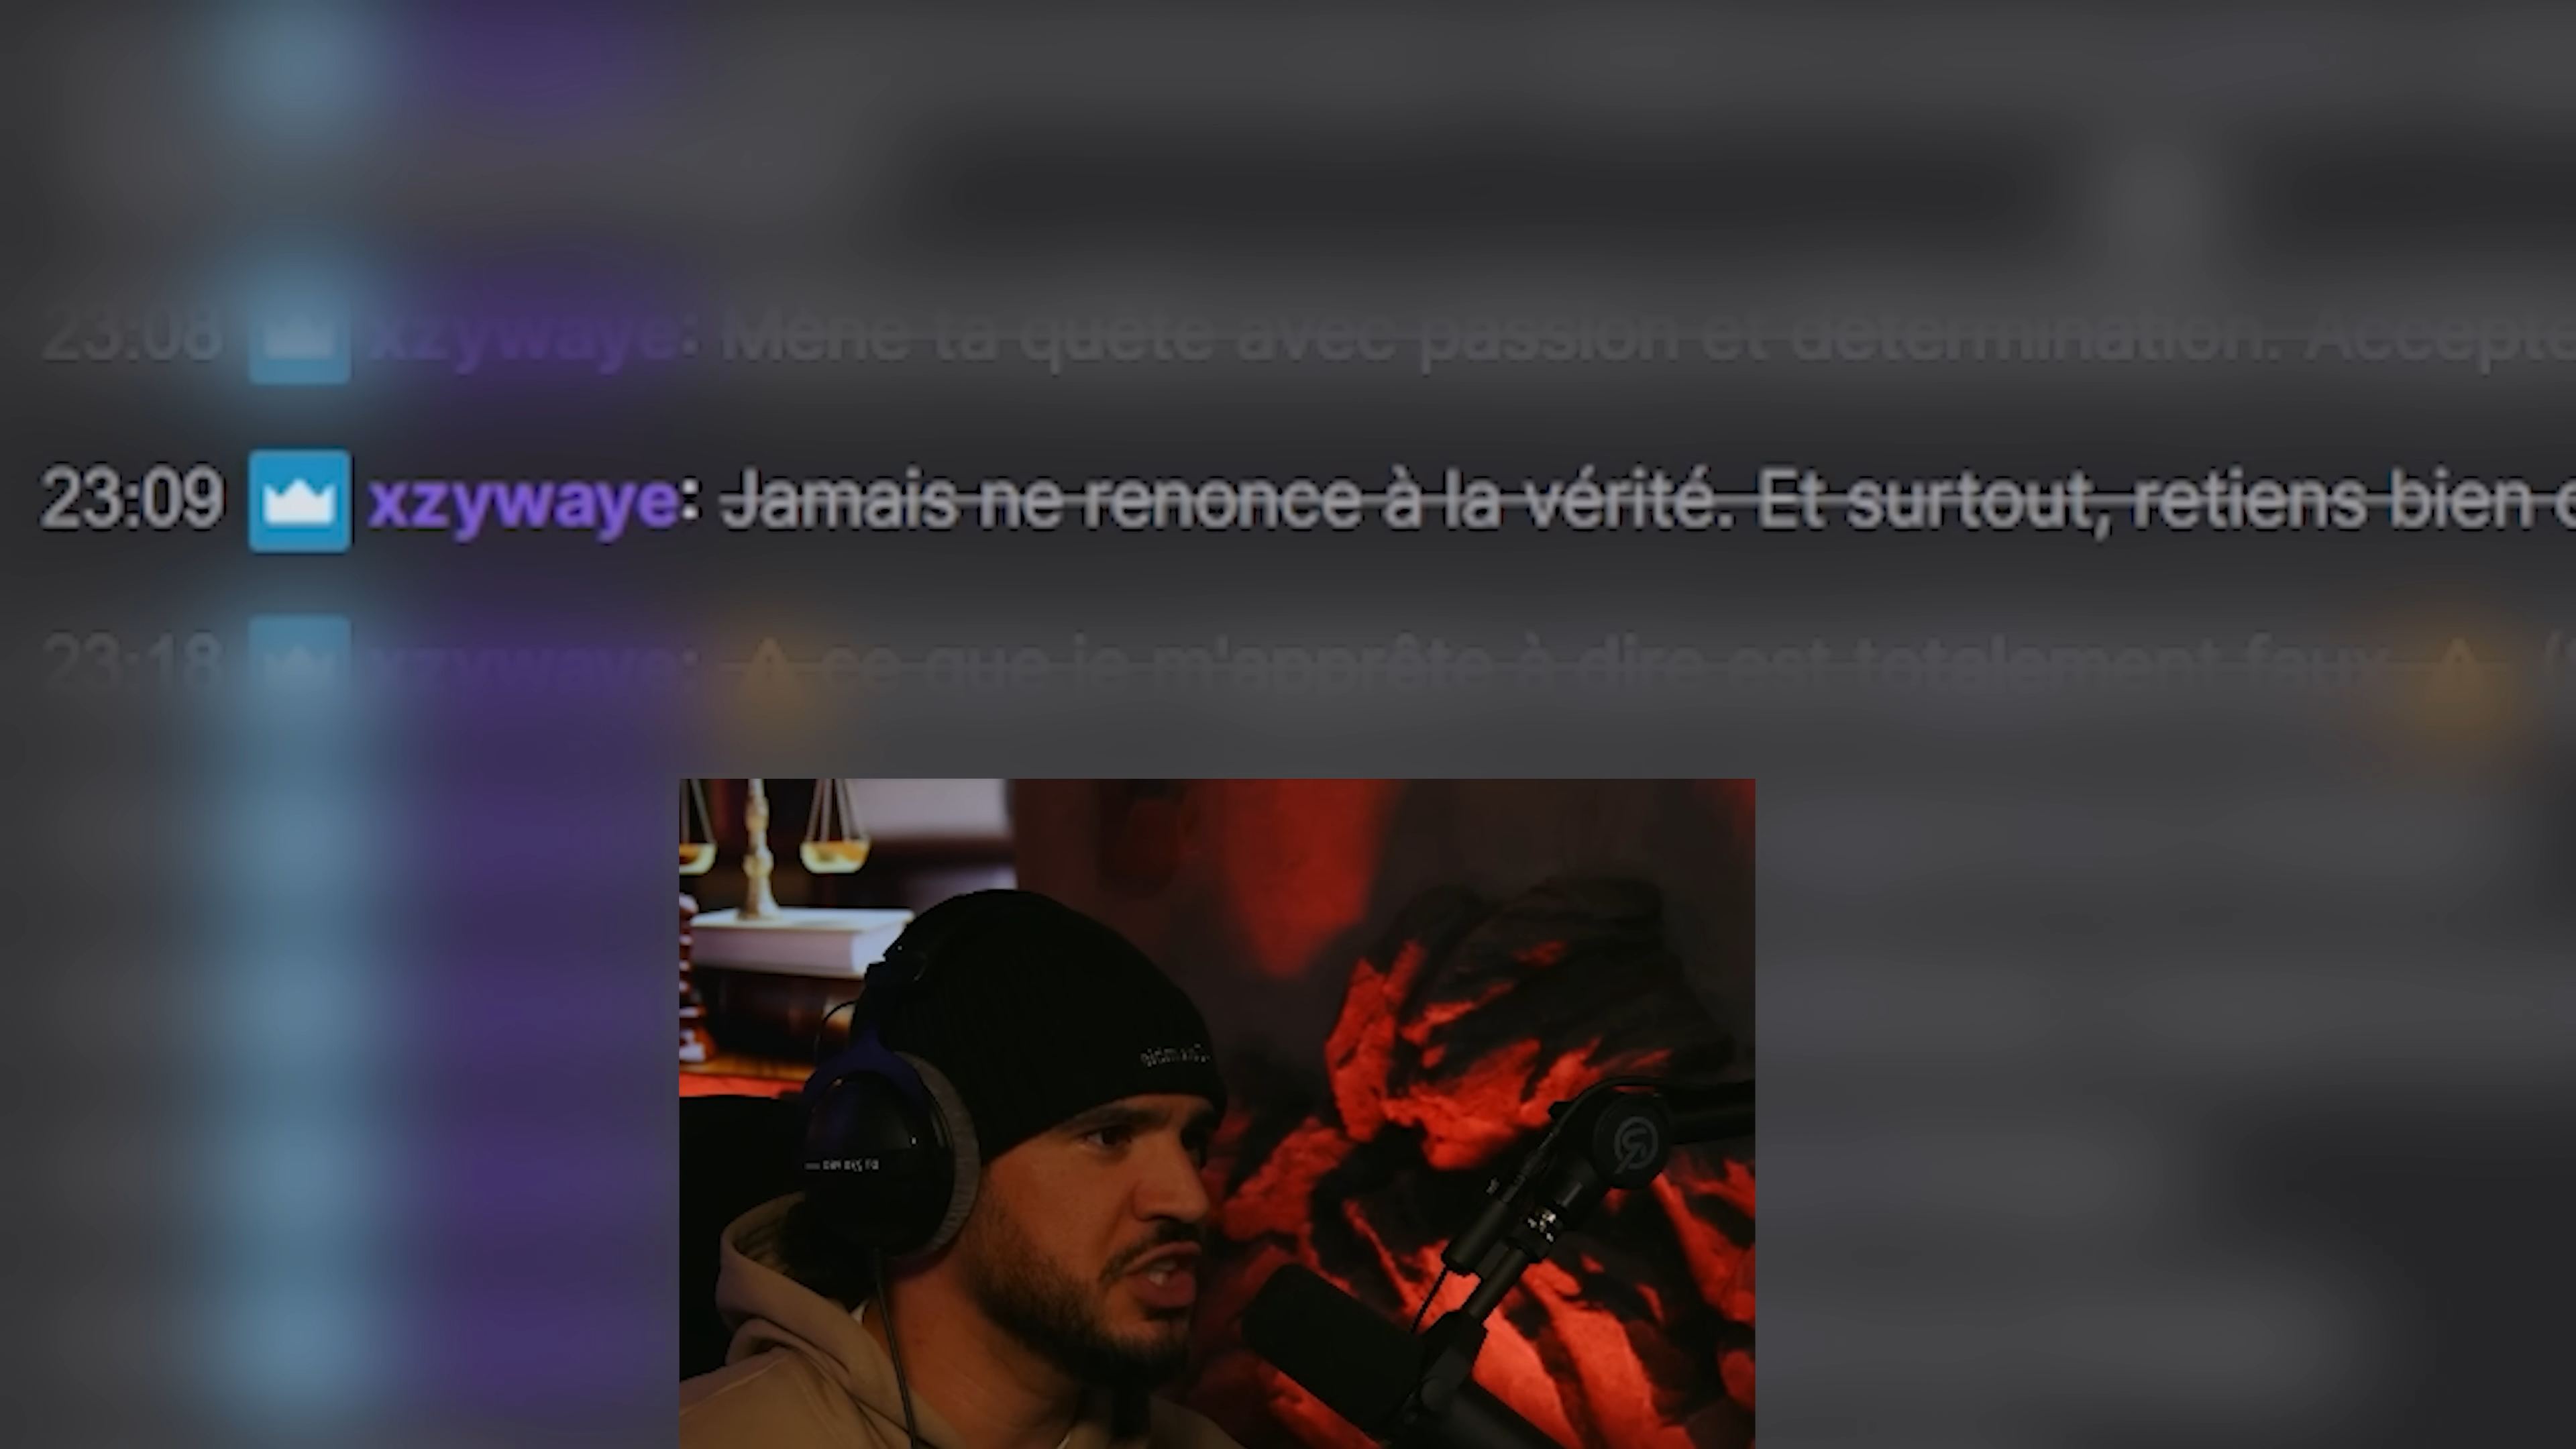 23:08 xzywaye: Mène ta quête avec passion et détermination. Accepte
23:09 xzywaye: Jamais ne renonce à la vérité. Et surtout, retiens bien
23:18 xzywaye: ⚠ ce que je m'apprête à dire est totalement faux ⚠ (